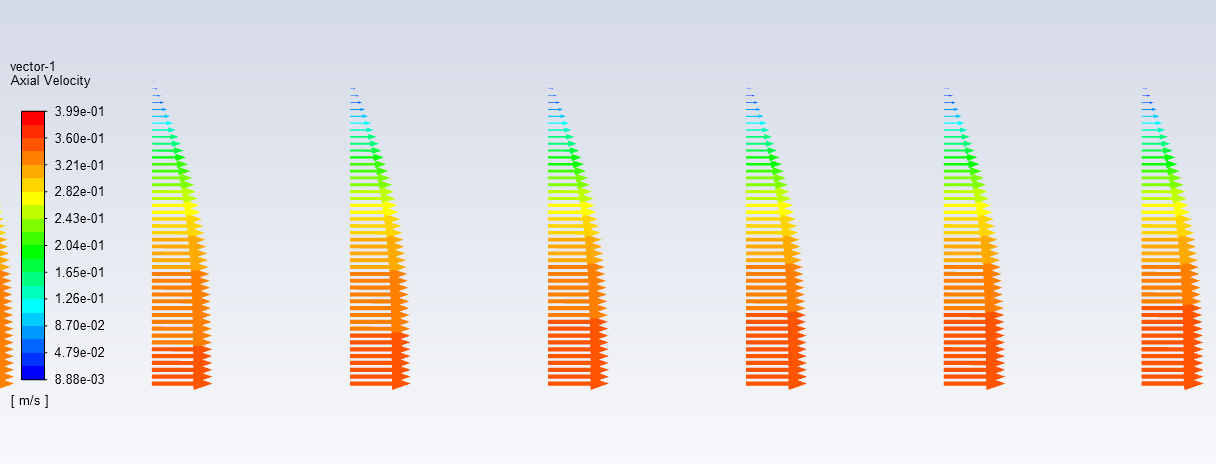 vector-1
Axial Velocity
3.99e-01
3.60e-01
3.21e-01
2.82e-01
2.43e-01
2.04e-01
1.65e-01
1.26e-01
8.70e-02
4.79e-02
8.88e-03
[ m/s ]